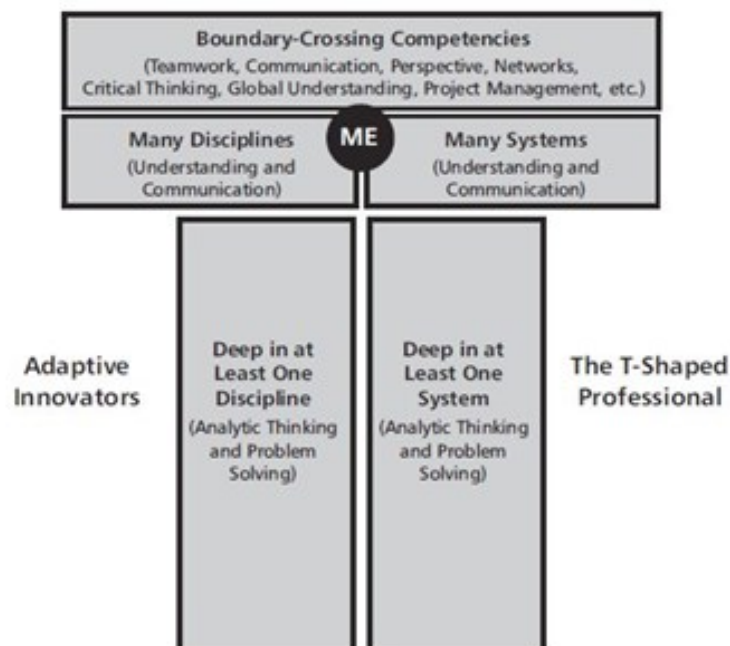 Boundary-Crossing Competencies
(Teamwork, Communication, Perspective, Networks,
Critical Thinking, Global Understanding, Project Management, etc.)
ME
Many Disciplines
(Understanding and
Communication)
Many Systems
(Understanding and
Communication)
Adaptive
Innovators
Deep in at
Least One
Discipline
(Analytic Thinking
and Problem
Solving)
Deep in at
Least One
System
(Analytic Thinking
and Problem
Solving)
The T-Shaped
Professional